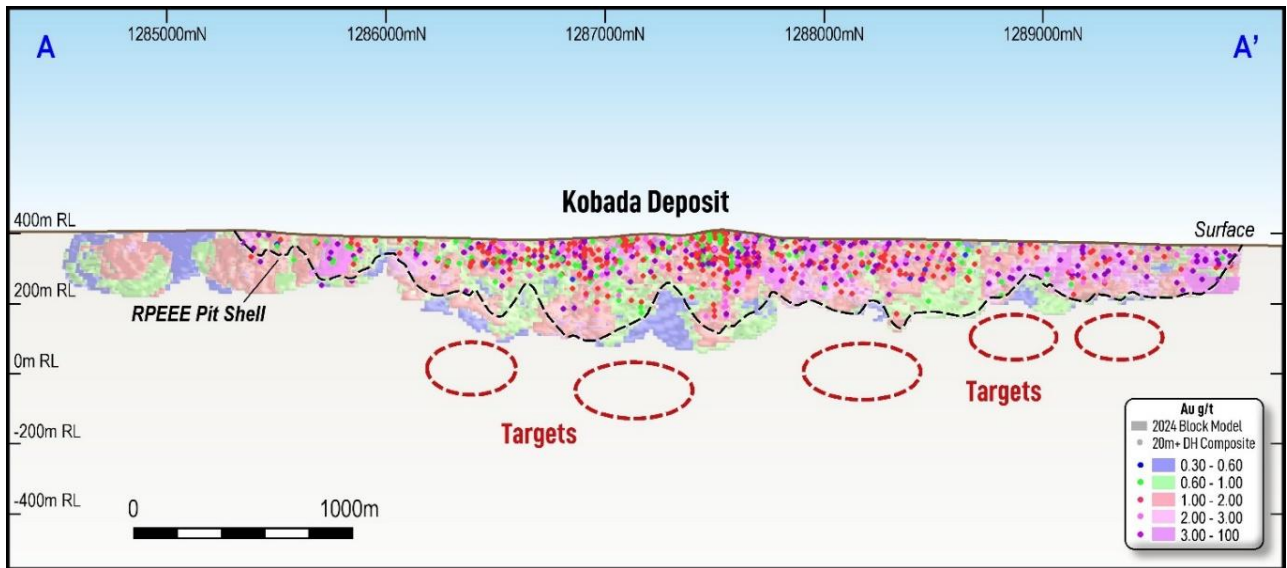 A
1285000mN
1286000mN
1287000mN
1288000mN
1289000mN
A'
Kobada Deposit
400m RL
Surface
200m RL
RPEEE Pit Shell
0m RL
Targets
Targets
-200m RL
-400m RL
0
1000m
Au g/t
2024 Block Model
20m+ DH Composite
0.30 - 0.60
0.60 - 1.00
1.00 - 2.00
2.00 - 3.00
3.00 - 100